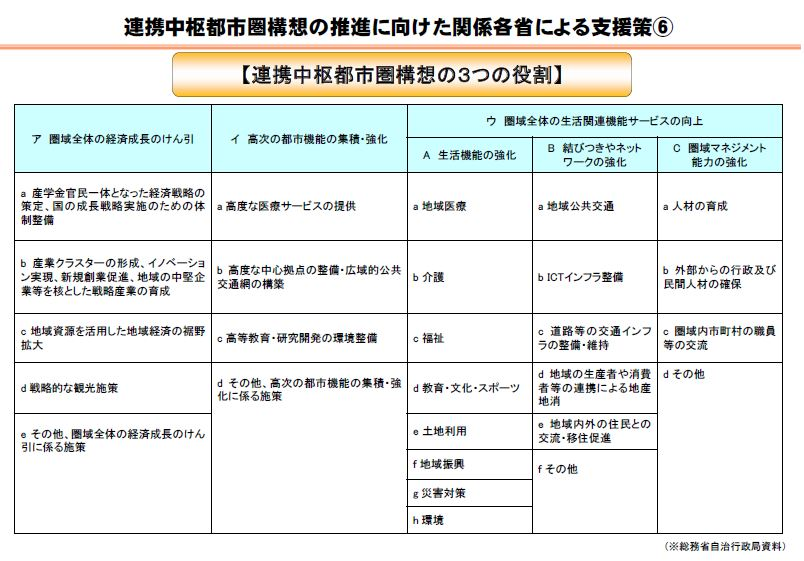 連携中枢都市圏構想の推進に向けた関係各省による支援策⑥
【連携中枢都市圏構想の3つの役割】
ア 圏域全体の経済成長のけん引
イ 高次の都市機能の集積・強化
ウ 圏域全体の生活関連機能サービスの向上
A 生活機能の強化
B 結びつきやネット
ワークの強化
C 圏域マネジメント
能力の強化
a 産学金官民一体となった経済戦略の
策定、国の成長戦略実施のための体
制整備
a 高度な医療サービスの提供
a 地域医療
a 地域公共交通
a 人材の育成
b 産業クラスターの形成、イノベーショ
ン実現、新規創業促進、地域の中堅企
業等を核とした戦略産業の育成
b 高度な中心拠点の整備・広域的公共
交通網の構築
b 介護
b ICTインフラ整備
b 外部からの行政及び
民間人材の確保
c 地域資源を活用した地域経済の裾野
拡大
c 高等教育・研究開発の環境整備
c 福祉
c 道路等の交通インフ
ラの整備・維持
c 圏域内市町村の職員
等の交流
d 戦略的な観光施策
d その他、高次の都市機能の集積・強
化に係る施策
d 教育・文化・スポーツ
d 地域の生産者や消費
者等の連携による地産
地消
d その他
e その他、圏域全体の経済成長のけん
引に係る施策
e 土地利用
e 地域内外の住民との
交流・移住促進
f 地域振興
f その他
g 災害対策
h 環境
（※総務省自治行政局資料）